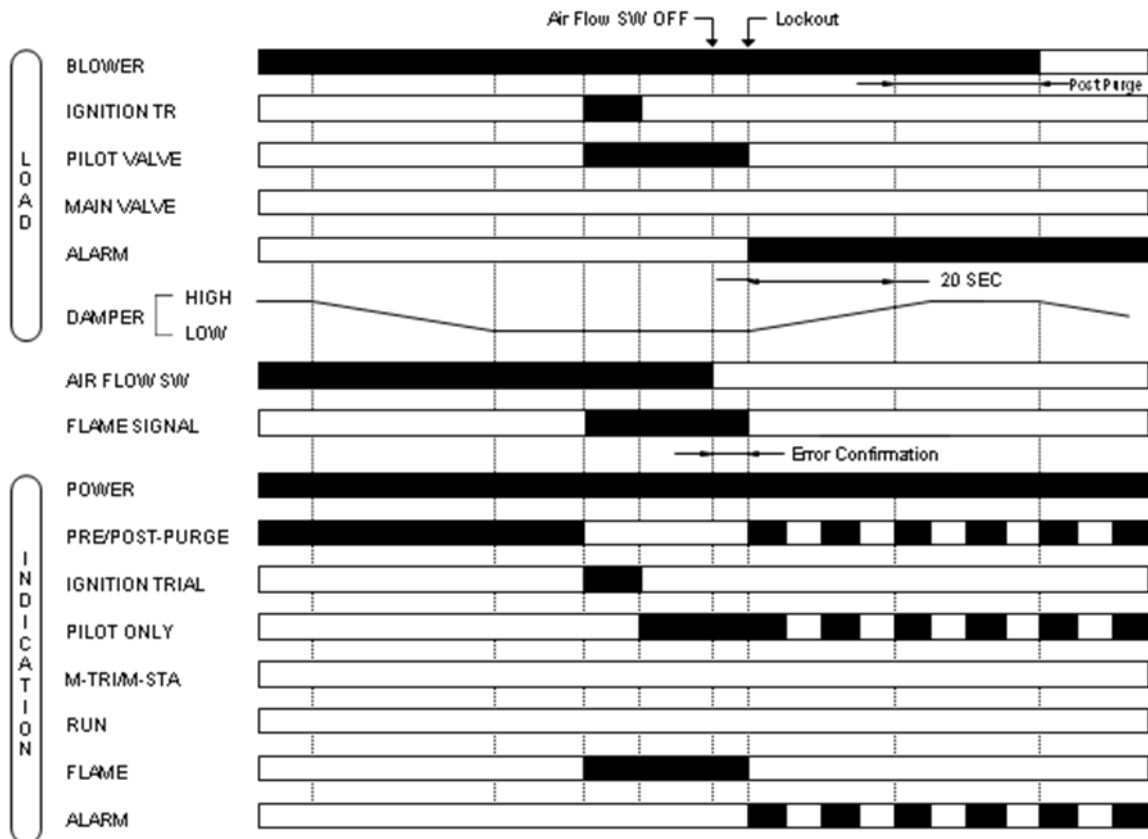 Air Flow SW OFF
Lockout
LOAD
BLOWER
Post Purge
IGNITION TR
PILOT VALVE
MAIN VALVE
ALARM
20 SEC
DAMPER
HIGH
LOW
AIR FLOW SW
FLAME SIGNAL
Error Confirmation
INDICATION
POWER
PRE/POST-PURGE
IGNITION TRIAL
PILOT ONLY
M-TRI/M-STA
RUN
FLAME
ALARM